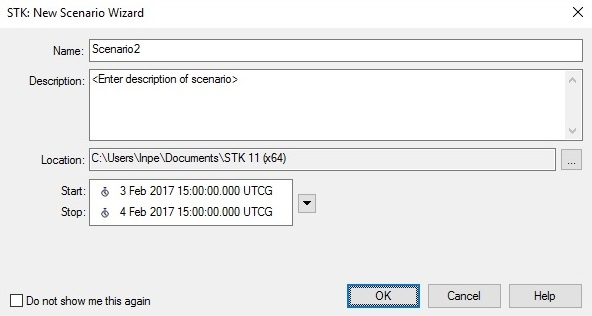 STK: New Scenario Wizard
Name: Scenario2
Description: <Enter description of scenario>
Location: C:\Users\Inpe\Documents\STK 11 (x64) ...
Start: 3 Feb 2017 15:00:00.000 UTCG
Stop: 4 Feb 2017 15:00:00.000 UTCG
Do not show me this again OK Cancel Help